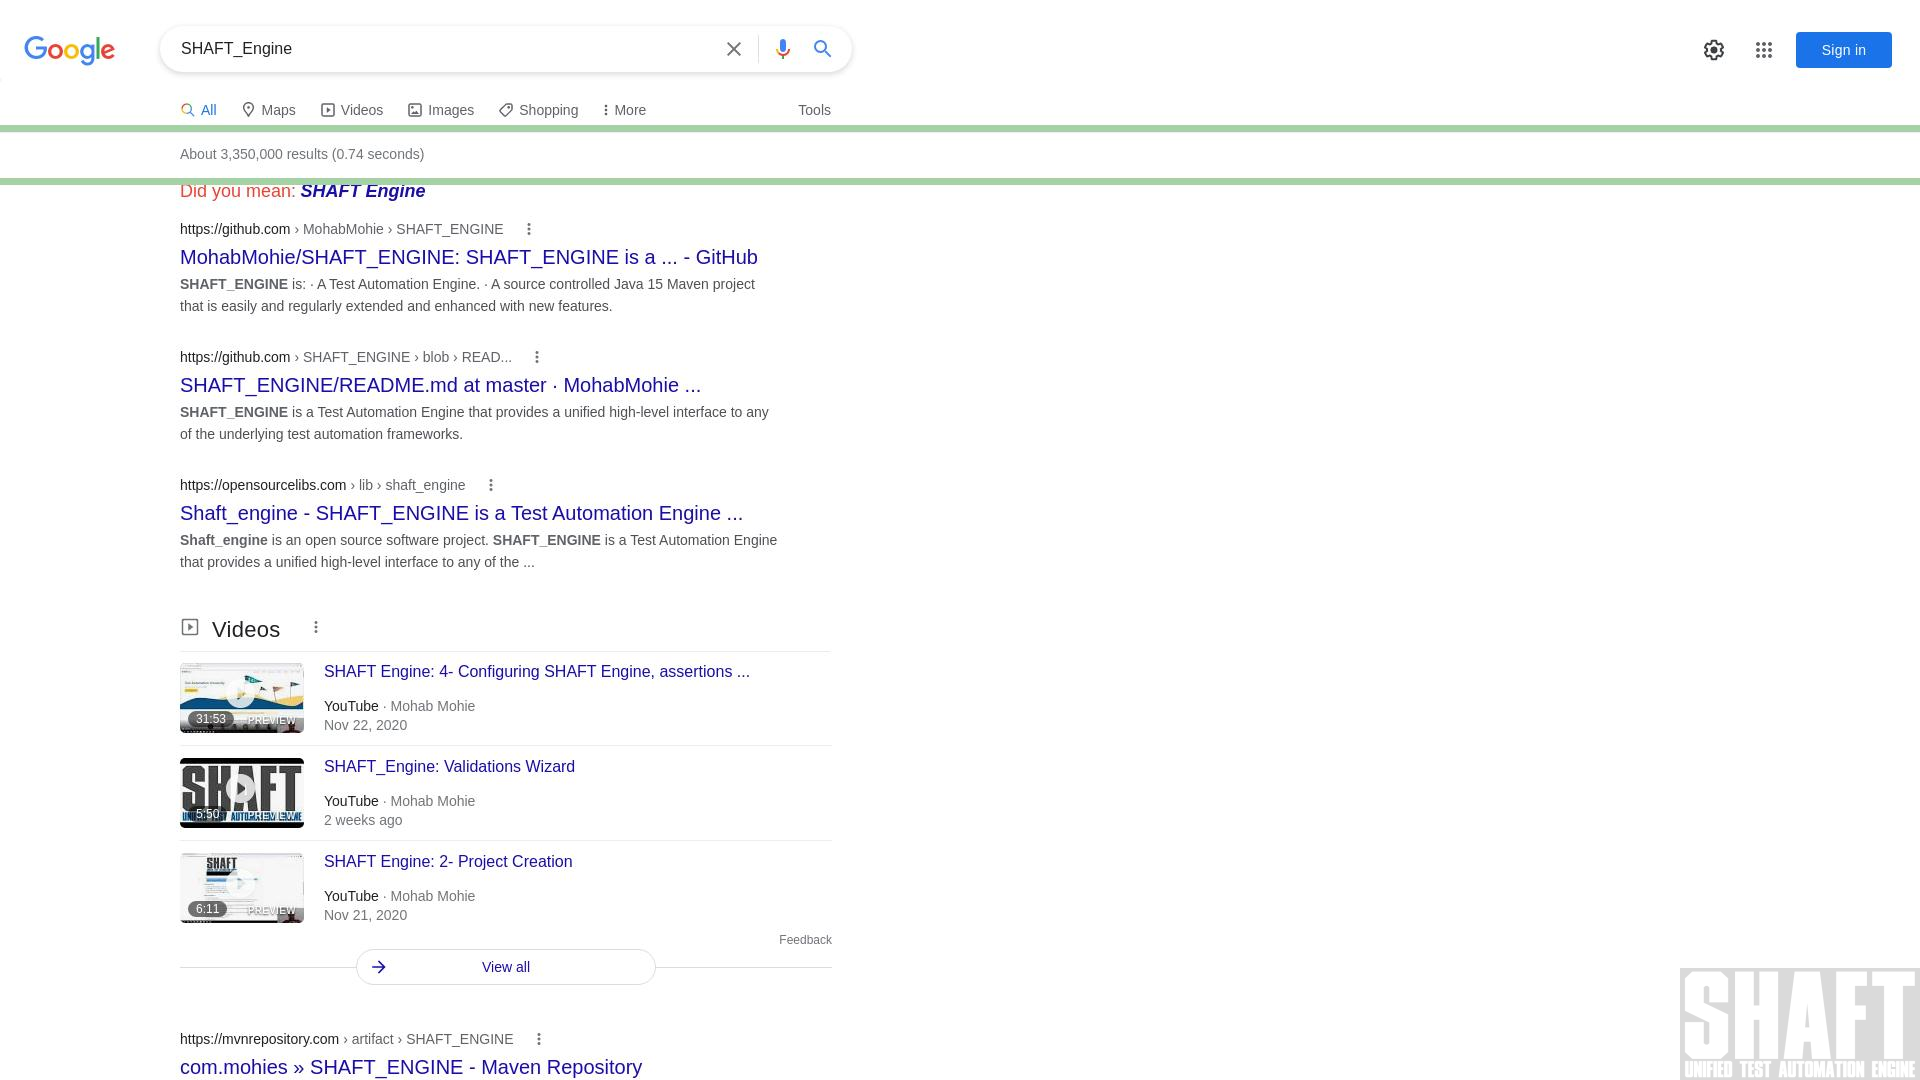 Google
SHAFT_Engine
Sign in
All
Maps
Videos
Images
Shopping
More
Tools
About 3,350,000 results (0.74 seconds)
Did you mean: SHAFT Engine
https://github.com › MohabMohie › SHAFT_ENGINE
MohabMohie/SHAFT_ENGINE: SHAFT_ENGINE is a ... - GitHub
SHAFT_ENGINE is: · A Test Automation Engine. · A source controlled Java 15 Maven project
that is easily and regularly extended and enhanced with new features.
https://github.com › SHAFT_ENGINE › blob › READ...
SHAFT_ENGINE/README.md at master · MohabMohie ...
SHAFT_ENGINE is a Test Automation Engine that provides a unified high-level interface to any
of the underlying test automation frameworks.
https://opensourcelibs.com › lib › shaft_engine
Shaft_engine - SHAFT_ENGINE is a Test Automation Engine ...
Shaft_engine is an open source software project. SHAFT_ENGINE is a Test Automation Engine
that provides a unified high-level interface to any of the ...
Videos
SHAFT Engine: 4- Configuring SHAFT Engine, assertions ...
YouTube · Mohab Mohie
Nov 22, 2020
31:53
PREVIEW
SHAFT_Engine: Validations Wizard
YouTube · Mohab Mohie
2 weeks ago
SHAFT
5:50
PREVIEW
SHAFT Engine: 2- Project Creation
YouTube · Mohab Mohie
Nov 21, 2020
SHAFT
6:11
PREVIEW
Feedback
View all
https://mvnrepository.com › artifact › SHAFT_ENGINE
com.mohies » SHAFT_ENGINE - Maven Repository
SHAFT
UNIFIED TEST AUTOMATION ENGINE